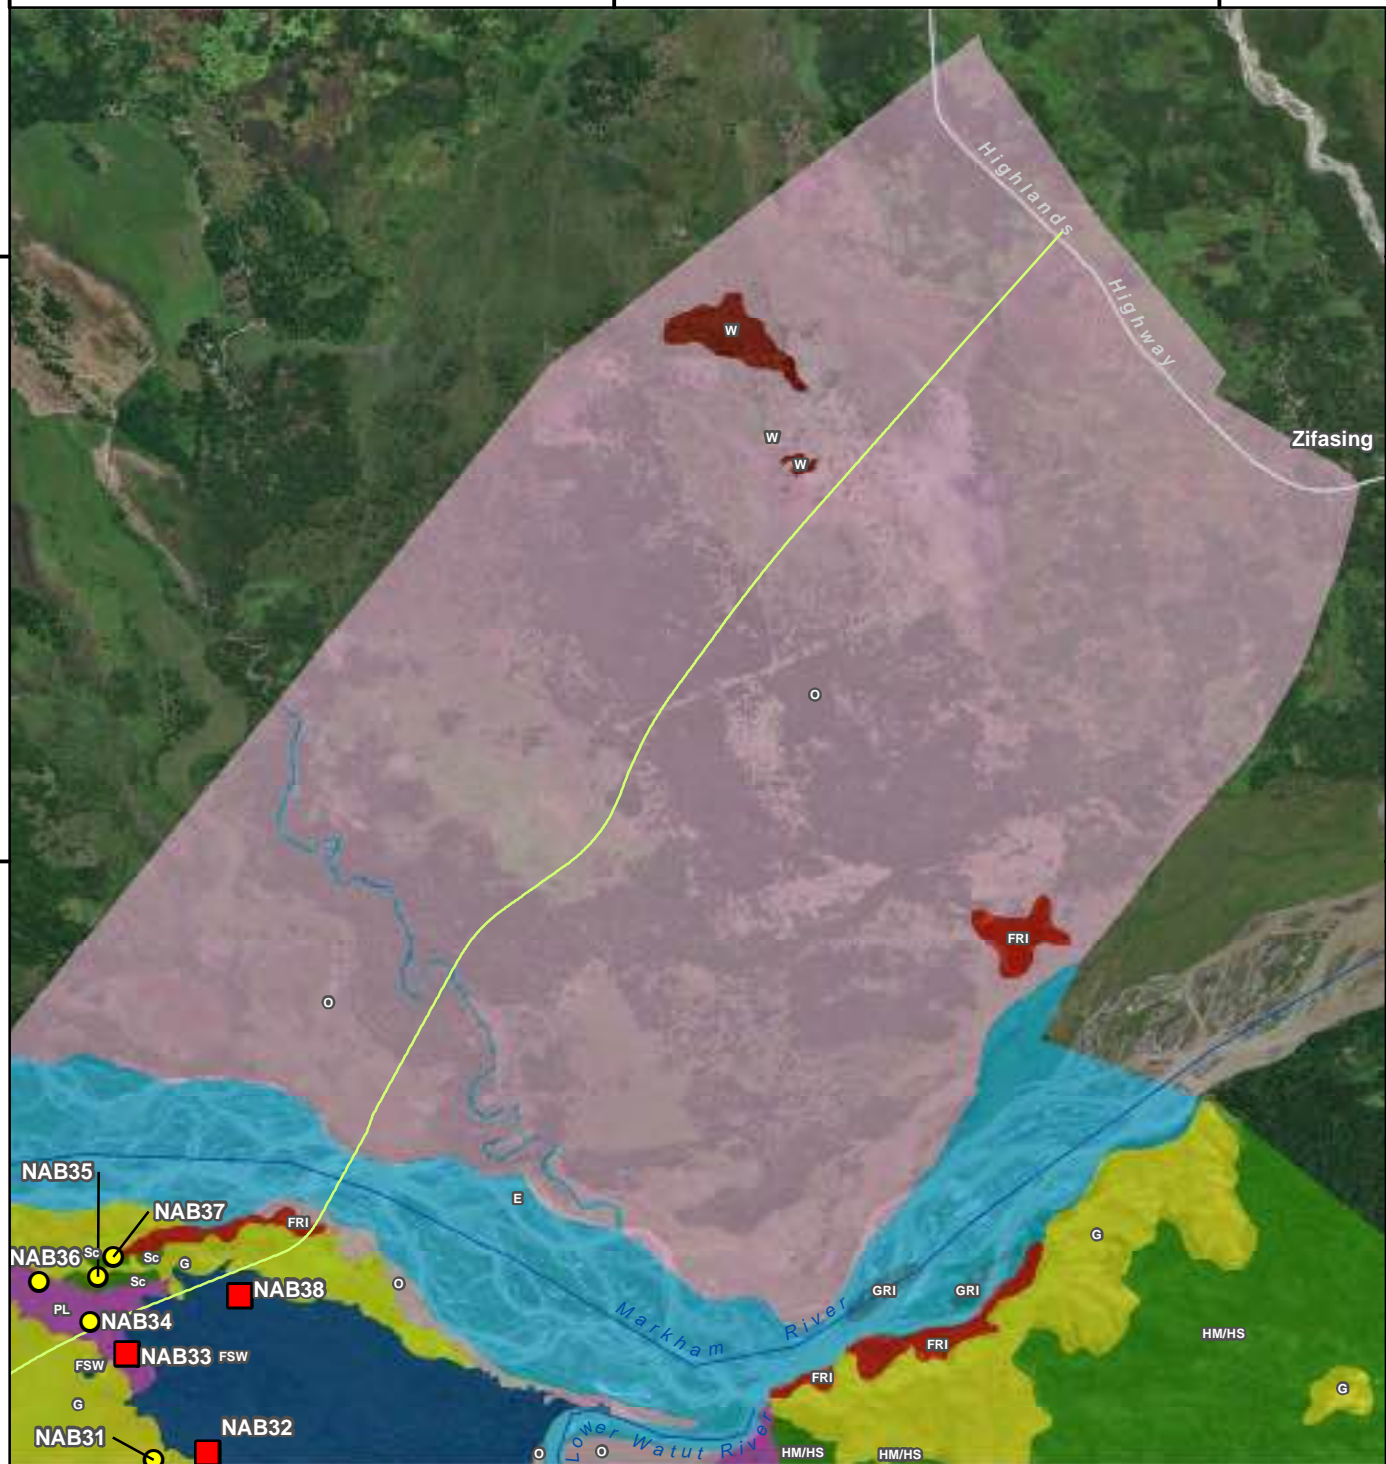 Highlands
Highway
W
Zifasing
W
W
O
FRI
O
NAB35
E
NAB37
FRI
G
NAB36
Sc
Sc
G
Sc
O
NAB38
GRI
GRI
PL
NAB34
Markham River
HM/HS
FRI
NAB33
FSW
FSW
FRI
G
G
NAB32
NAB31
Lower Watut River
O
O
HM/HS
HM/HS